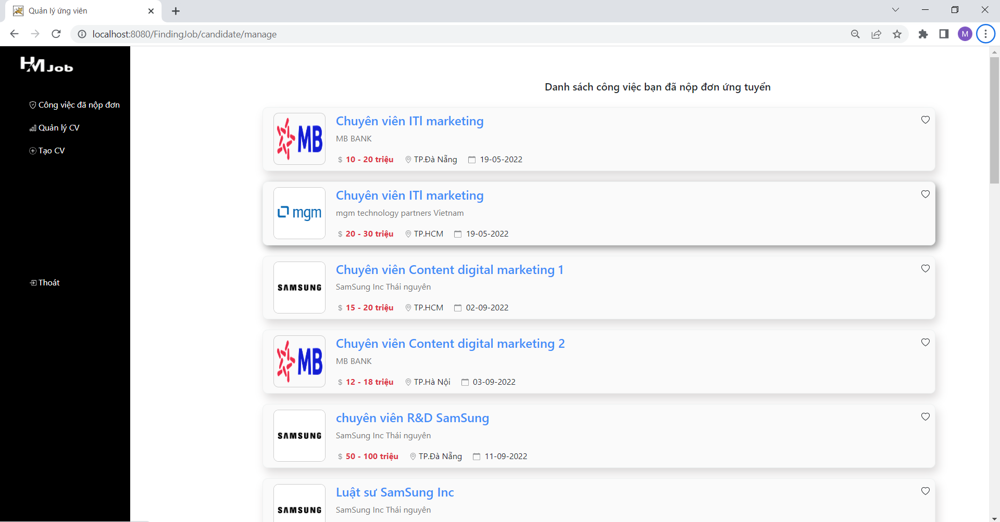 Quản lý ứng viên
localhost:8080/FindingJob/candidate/manage
M
HM Job
Công việc đã nộp đơn
Quản lý CV
Tạo CV
Thoát
Danh sách công việc bạn đã nộp đơn ứng tuyển
MB
Chuyên viên ITl marketing
MB BANK
$ 10 - 20 triệu TP.Đà Nẵng 19-05-2022
mgm
Chuyên viên ITl marketing
mgm technology partners Vietnam
$ 20 - 30 triệu TP.HCM 19-05-2022
SAMSUNG
Chuyên viên Content digital marketing 1
SamSung Inc Thái nguyên
$ 15 - 20 triệu TP.HCM 02-09-2022
MB
Chuyên viên Content digital marketing 2
MB BANK
$ 12 - 18 triệu TP.Hà Nội 03-09-2022
SAMSUNG
chuyên viên R&D SamSung
SamSung Inc Thái nguyên
$ 50 - 100 triệu TP.Đà Nẵng 11-09-2022
SAMSUNG
Luật sư SamSung Inc
SamSung Inc Thái nguyên